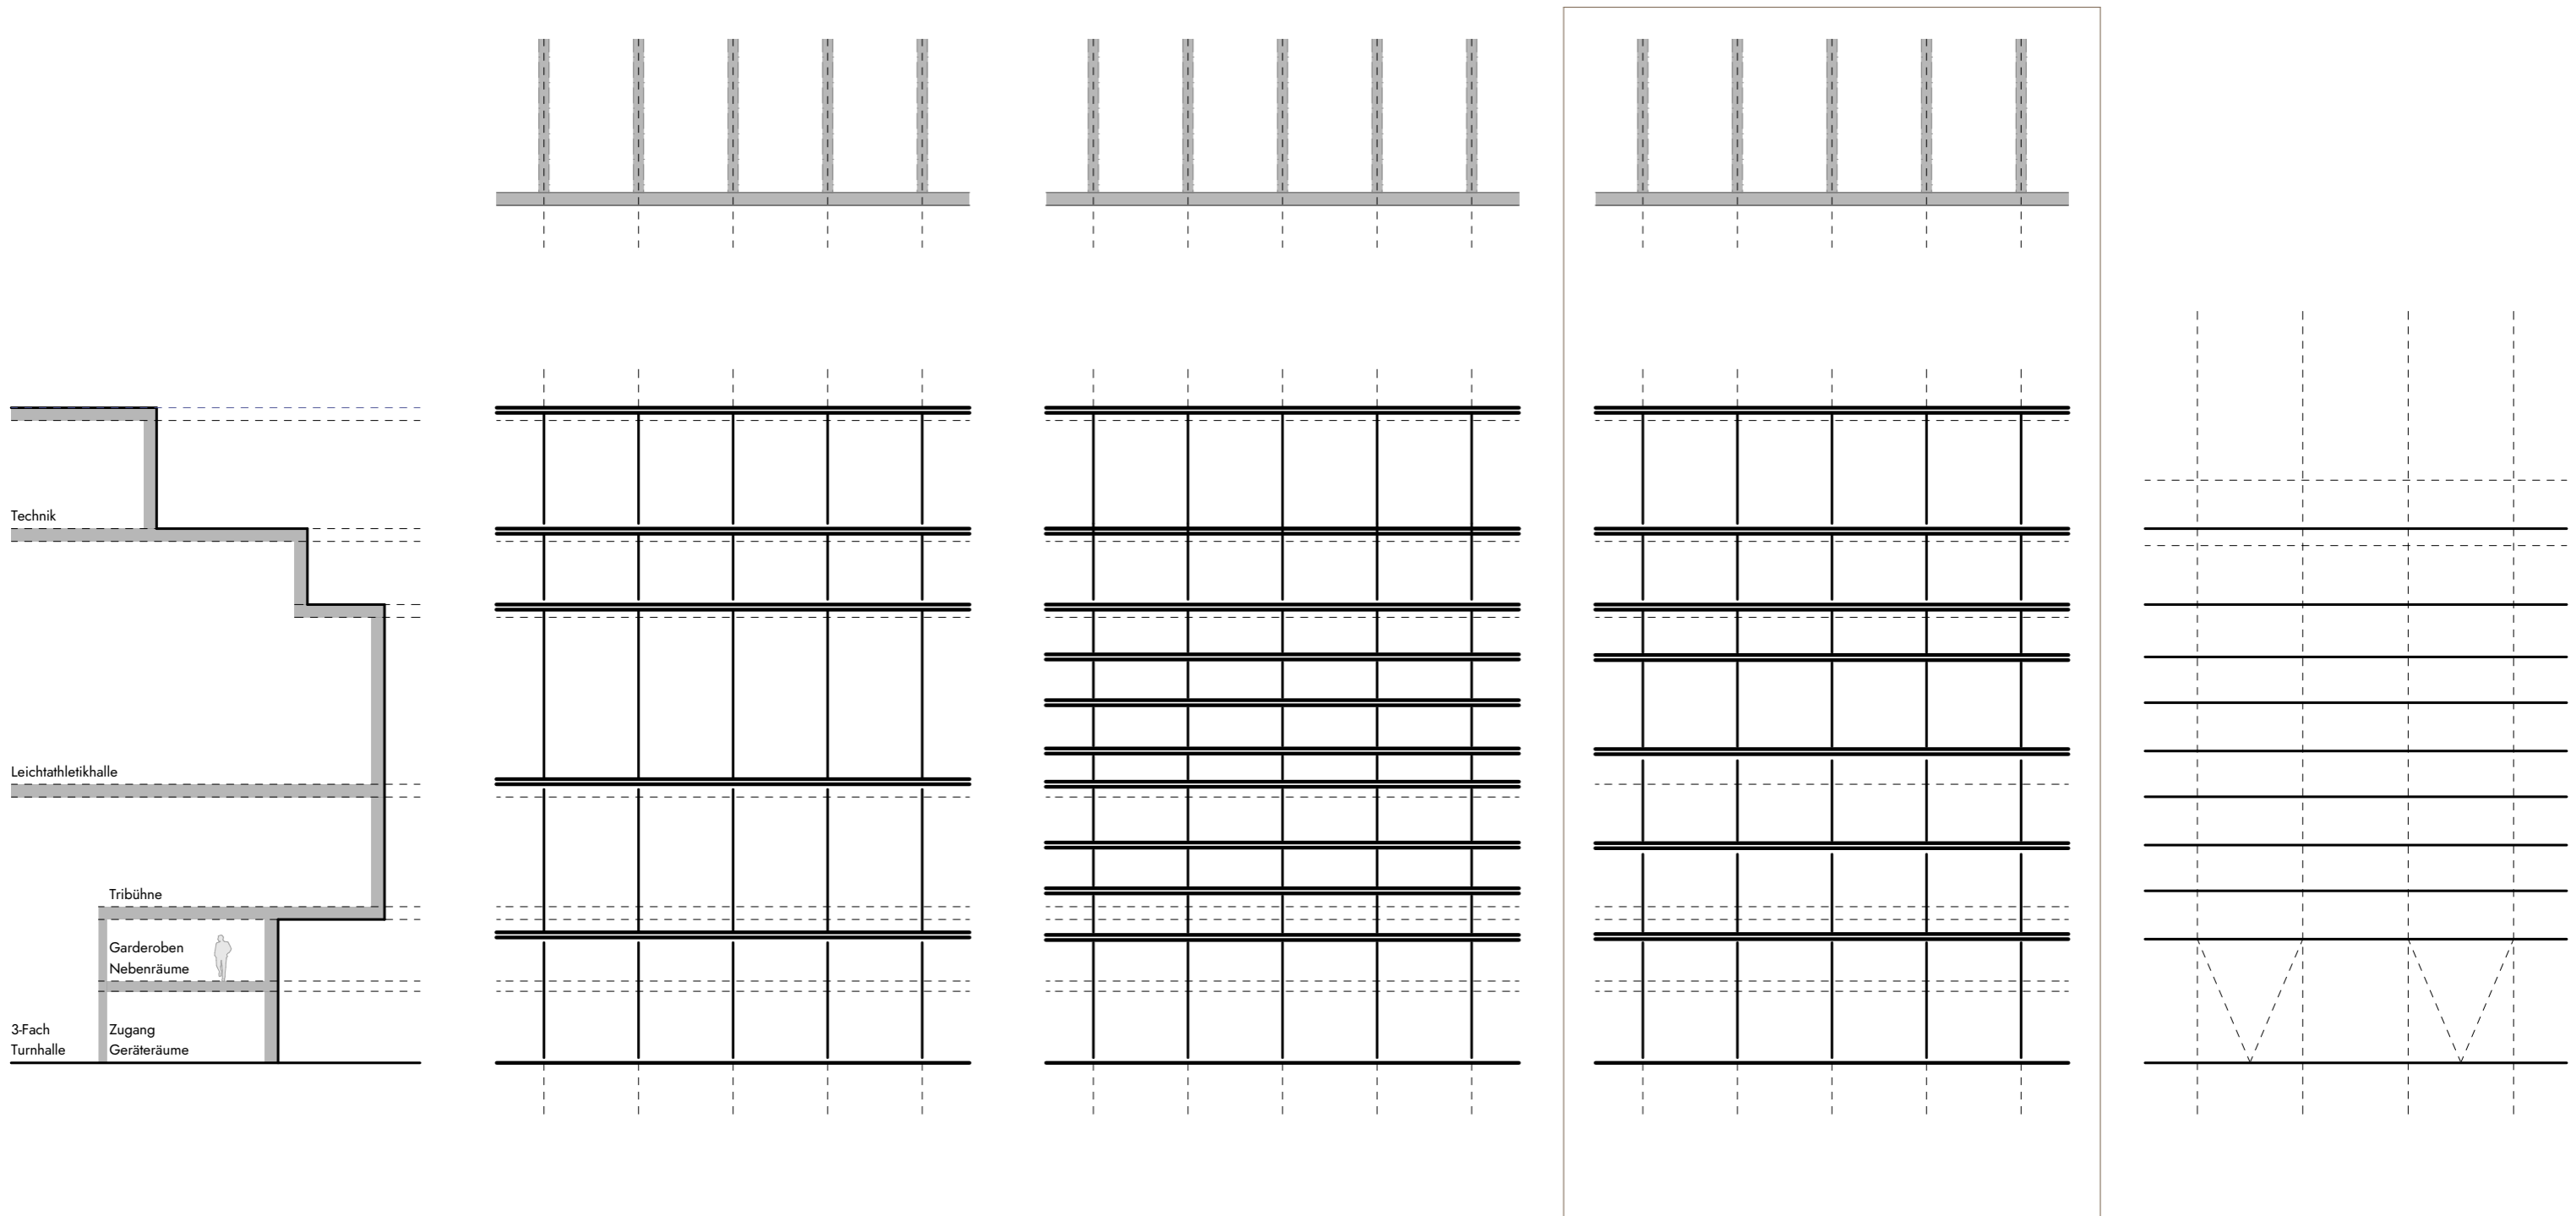 Technik
Leichtathletikhalle
Tribühne
Garderoben
Nebenräume
3-Fach
Turnhalle
Zugang
Geräteräume